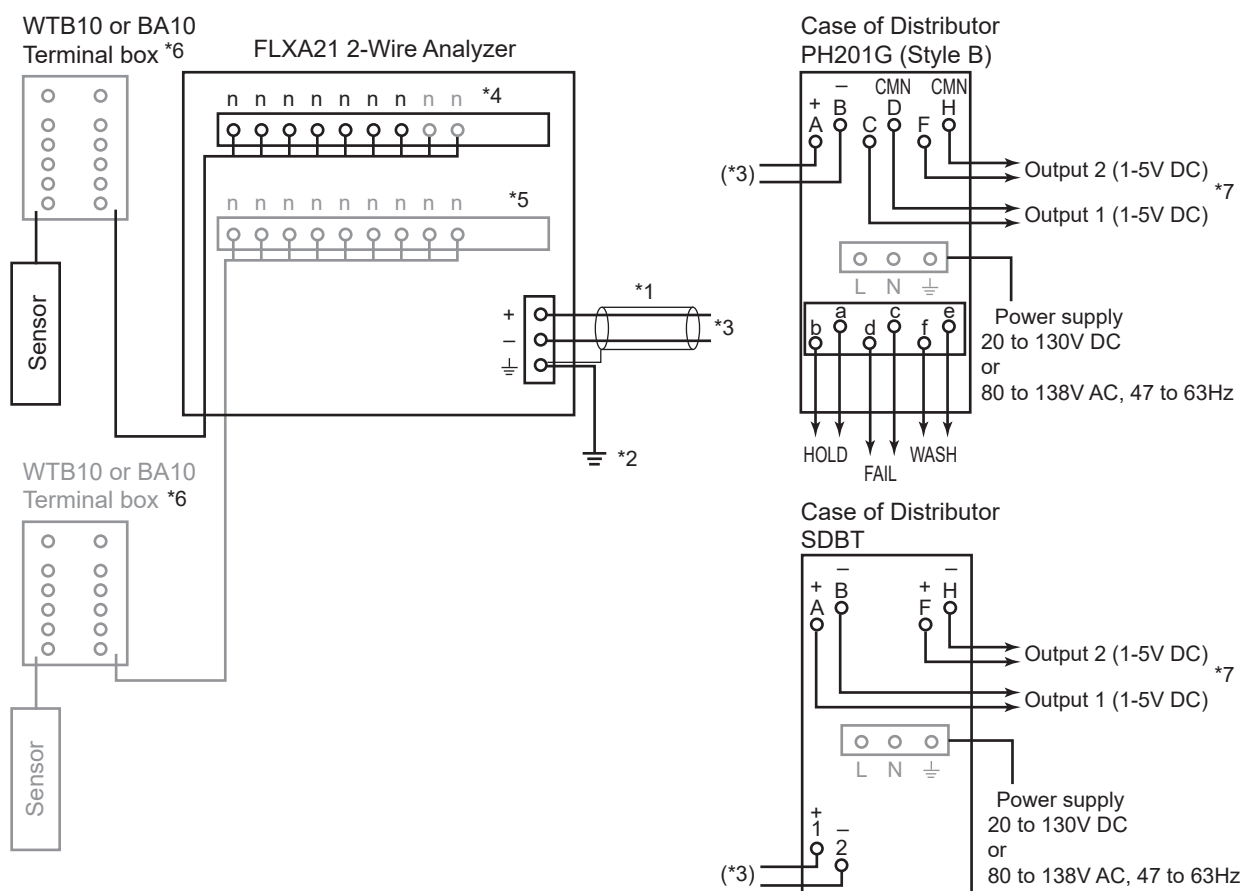 WTB10 or BA10
Terminal box *6
FLXA21 2-Wire Analyzer
n n n n n n n n n *4
n n n n n n n n n *5
Sensor
+
–
*1
*3
*2
WTB10 or BA10
Terminal box *6
Sensor
Case of Distributor
PH201G (Style B)
– CMN CMN
+ B D H
A C F
(*3)
Output 2 (1-5V DC)
*7
Output 1 (1-5V DC)
L N
Power supply
20 to 130V DC
or
80 to 138V AC, 47 to 63Hz
a c e
b d f
HOLD WASH
FAIL
Case of Distributor
SDBT
– –
+ B + H
A F
Output 2 (1-5V DC)
*7
Output 1 (1-5V DC)
L N
Power supply
20 to 130V DC
or
80 to 138V AC, 47 to 63Hz
+ –
1 2
(*3)